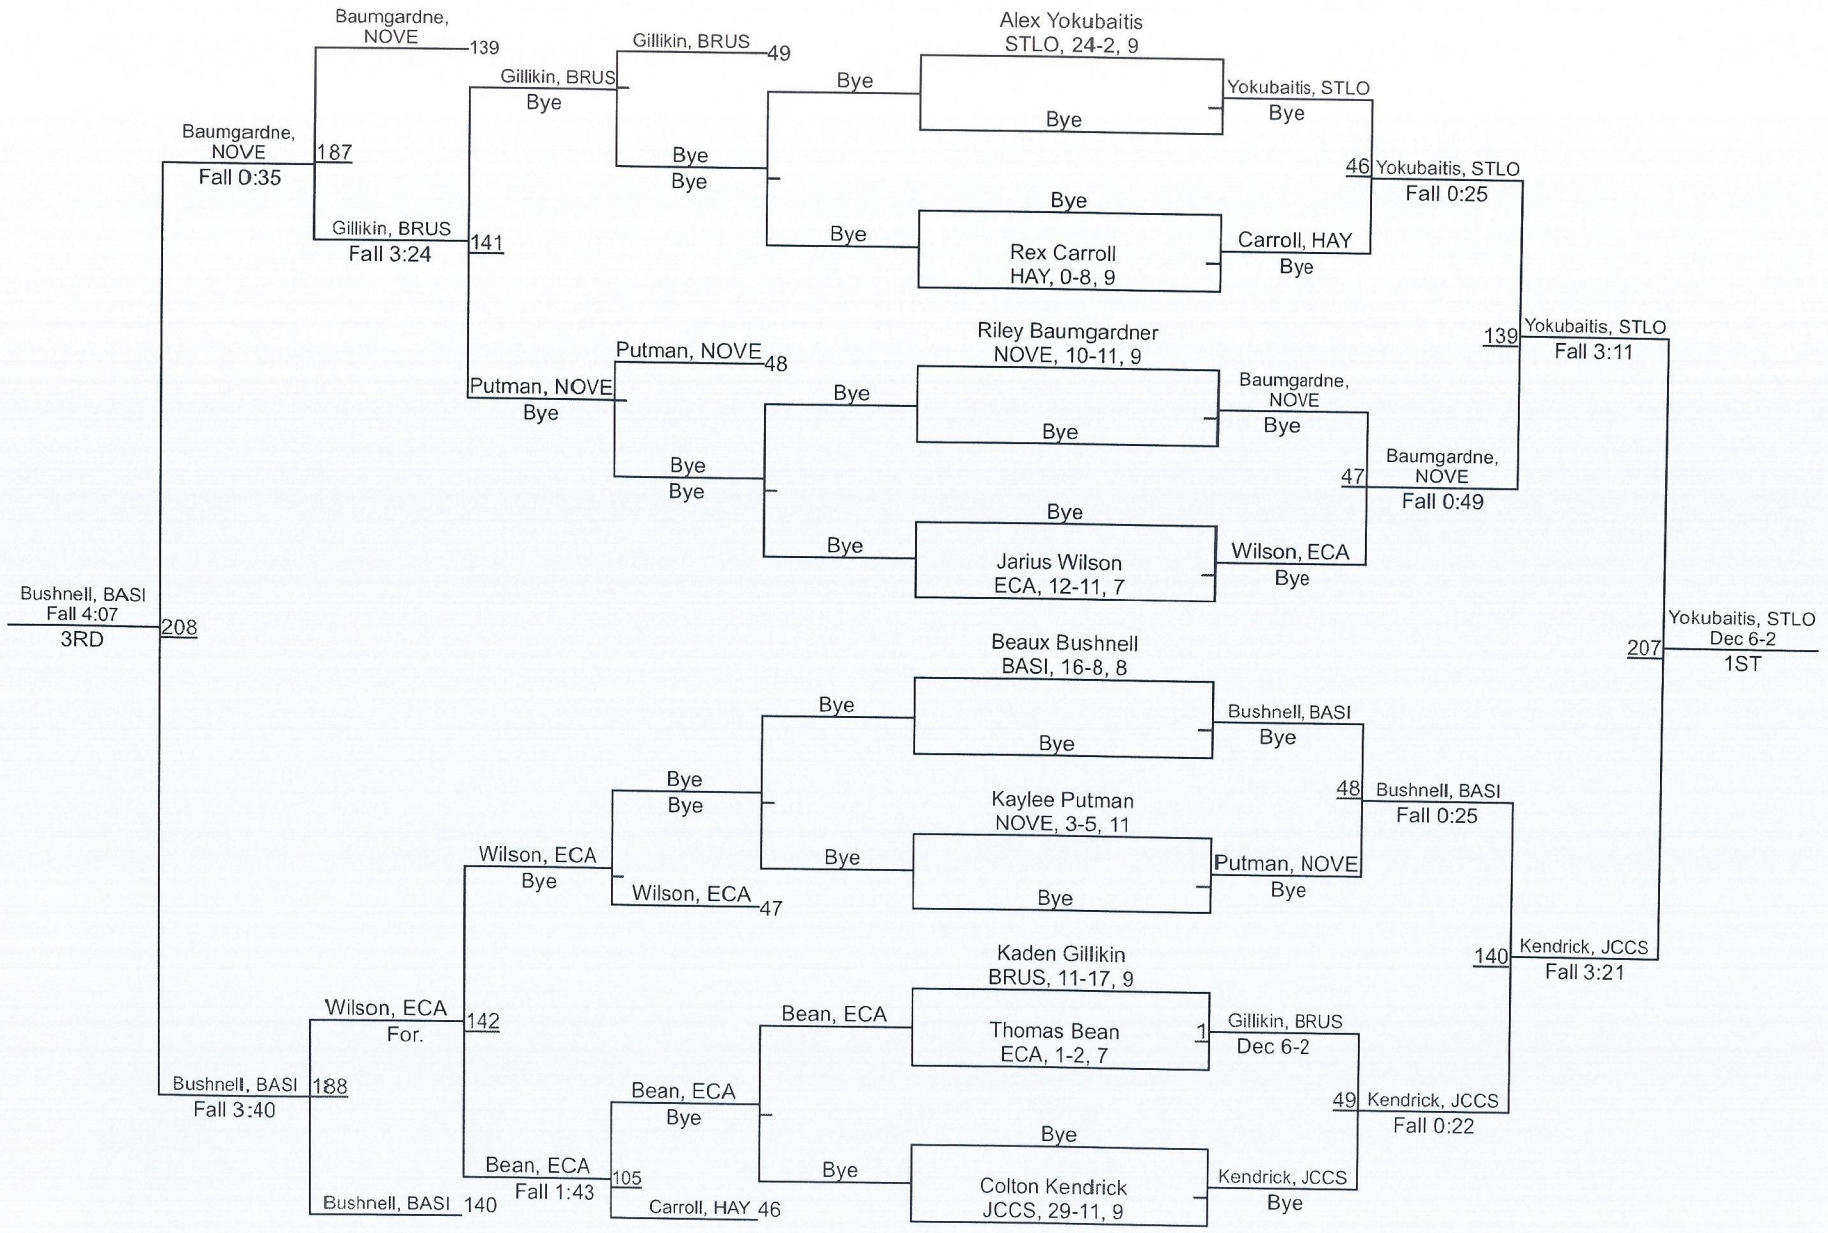 Baumgardne,
NOVE
139
Baumgardne,
NOVE
Fall 0:35
187
Gillikin, BRUS
Fall 3:24
141
Gillikin, BRUS
Bye
Gillikin, BRUS
49
Bye
Bye
Putman, NOVE
Bye
Putman, NOVE
48
Bye
Bye
Bye
Bye
Bye
Bye
Alex Yokubaitis
STLO, 24-2, 9
Bye
Bye
Rex Carroll
HAY, 0-8, 9
Riley Baumgardner
NOVE, 10-11, 9
Bye
Bye
Jarius Wilson
ECA, 12-11, 7
Yokubaitis, STLO
Bye
46
Carroll, HAY
Bye
Yokubaitis, STLO
Fall 0:25
Baumgardne,
NOVE
Bye
47
Wilson, ECA
Bye
Baumgardne,
NOVE
Fall 0:49
139
Yokubaitis, STLO
Fall 3:11
Bushnell, BASI
Fall 4:07
3RD
208
207
Yokubaitis, STLO
Dec 6-2
1ST
Beaux Bushnell
BASI, 16-8, 8
Bye
Kaylee Putman
NOVE, 3-5, 11
Bye
Kaden Gillikin
BRUS, 11-17, 9
Thomas Bean
ECA, 1-2, 7
1
Bye
Colton Kendrick
JCCS, 29-11, 9
Bye
Bye
Bye
Bye
Wilson, ECA
Bye
Wilson, ECA
47
Wilson, ECA
For.
142
Bean, ECA
Bean, ECA
Bye
Bye
Bean, ECA
Fall 1:43
105
Carroll, HAY
46
Bushnell, BASI
Fall 3:40
188
Bushnell, BASI
140
Bushnell, BASI
Bye
48
Putman, NOVE
Bye
Bushnell, BASI
Fall 0:25
Gillikin, BRUS
Dec 6-2
49
Kendrick, JCCS
Bye
Kendrick, JCCS
Fall 0:22
140
Kendrick, JCCS
Fall 3:21